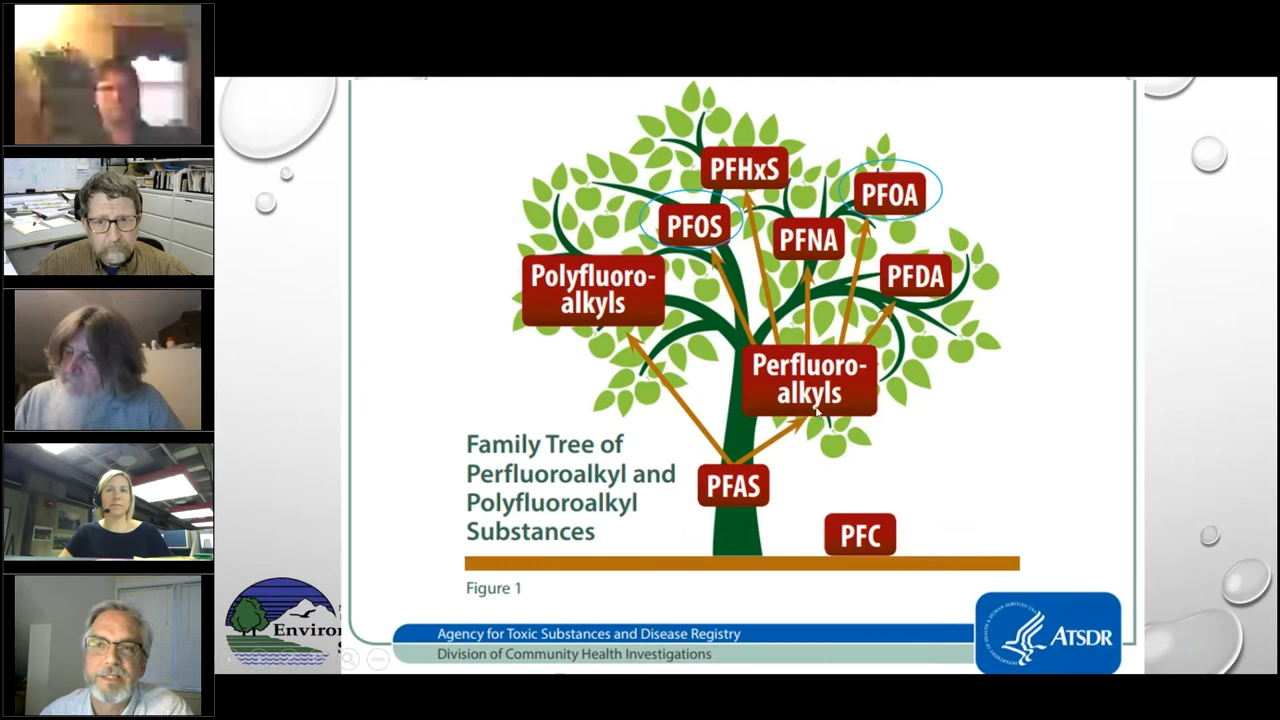 PFHxS
PFOA
PFOS
PFNA
Polyfluoro-
alkyls
PFDA
Perfluoro-
alkyls
Family Tree of
Perfluoroalkyl and
Polyfluoroalkyl
Substances
PFAS
PFC
Figure 1
Enviro
Agency for Toxic Substances and Disease Registry
Division of Community Health Investigations
ATSDR